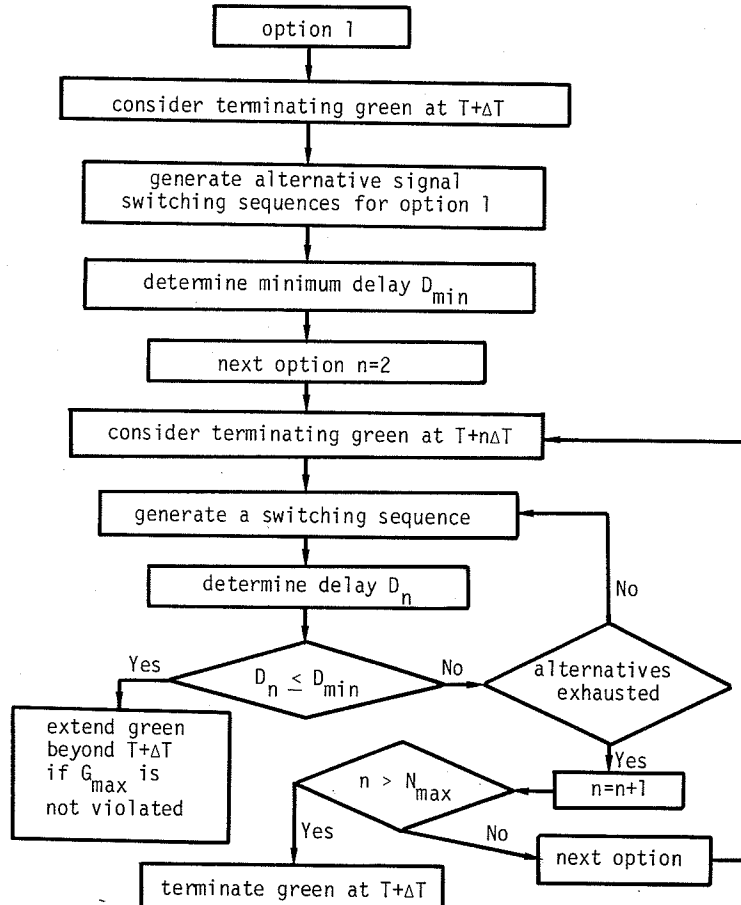 option 1
consider terminating green at T+ΔT
generate alternative signal
switching sequences for option 1
determine minimum delay D_min
next option n=2
consider terminating green at T+nΔT
generate a switching sequence
determine delay D_n
No
Yes
D_n ≤ D_min
No
alternatives
exhausted
extend green
beyond T+ΔT
if G_max is
not violated
Yes
n > N_max
n=n+1
Yes
No
next option
terminate green at T+ΔT